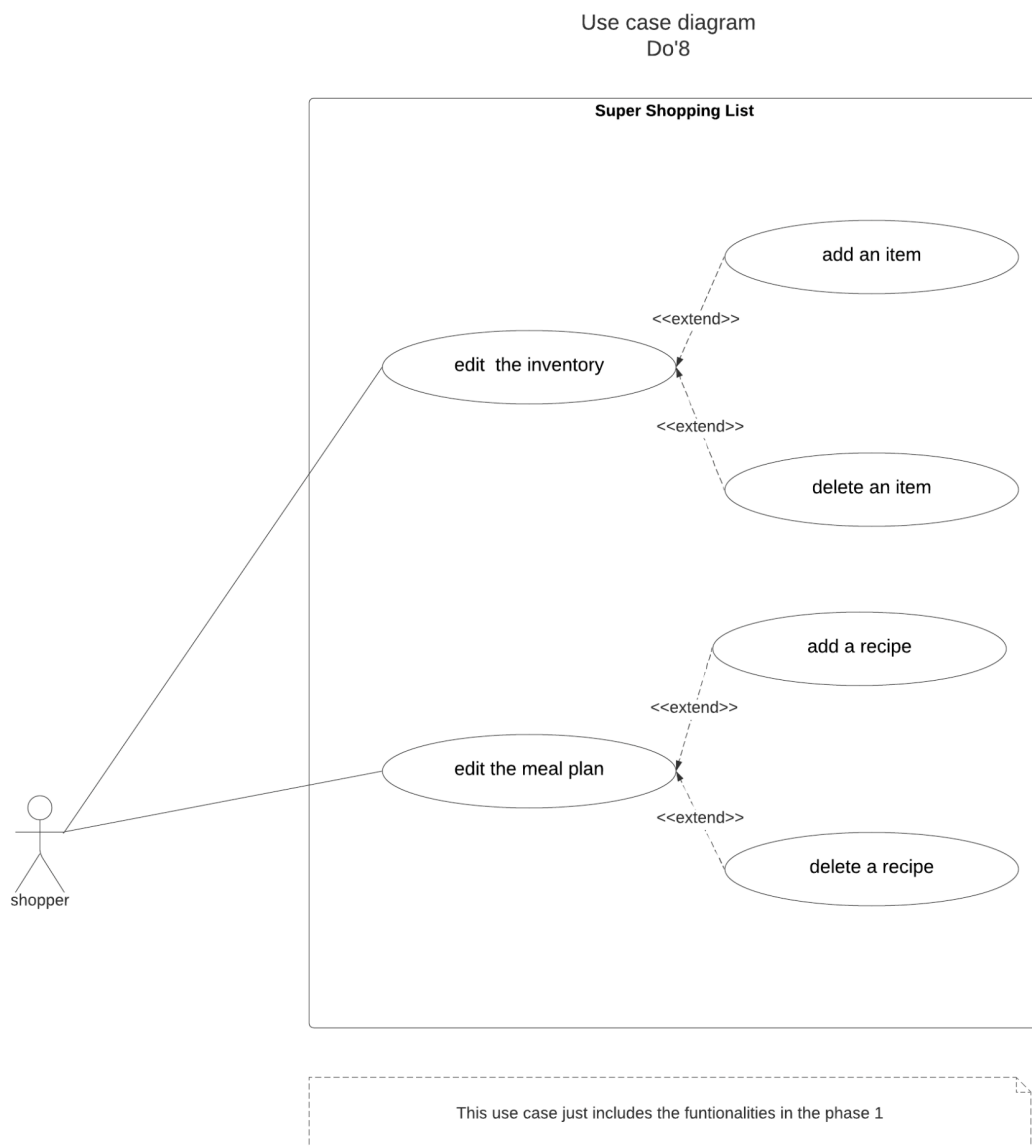 Use case diagram
Do'8
Super Shopping List
add an item
<<extend>>
edit  the inventory
<<extend>>
delete an item
add a recipe
<<extend>>
edit the meal plan
<<extend>>
delete a recipe
shopper
This use case just includes the funtionalities in the phase 1